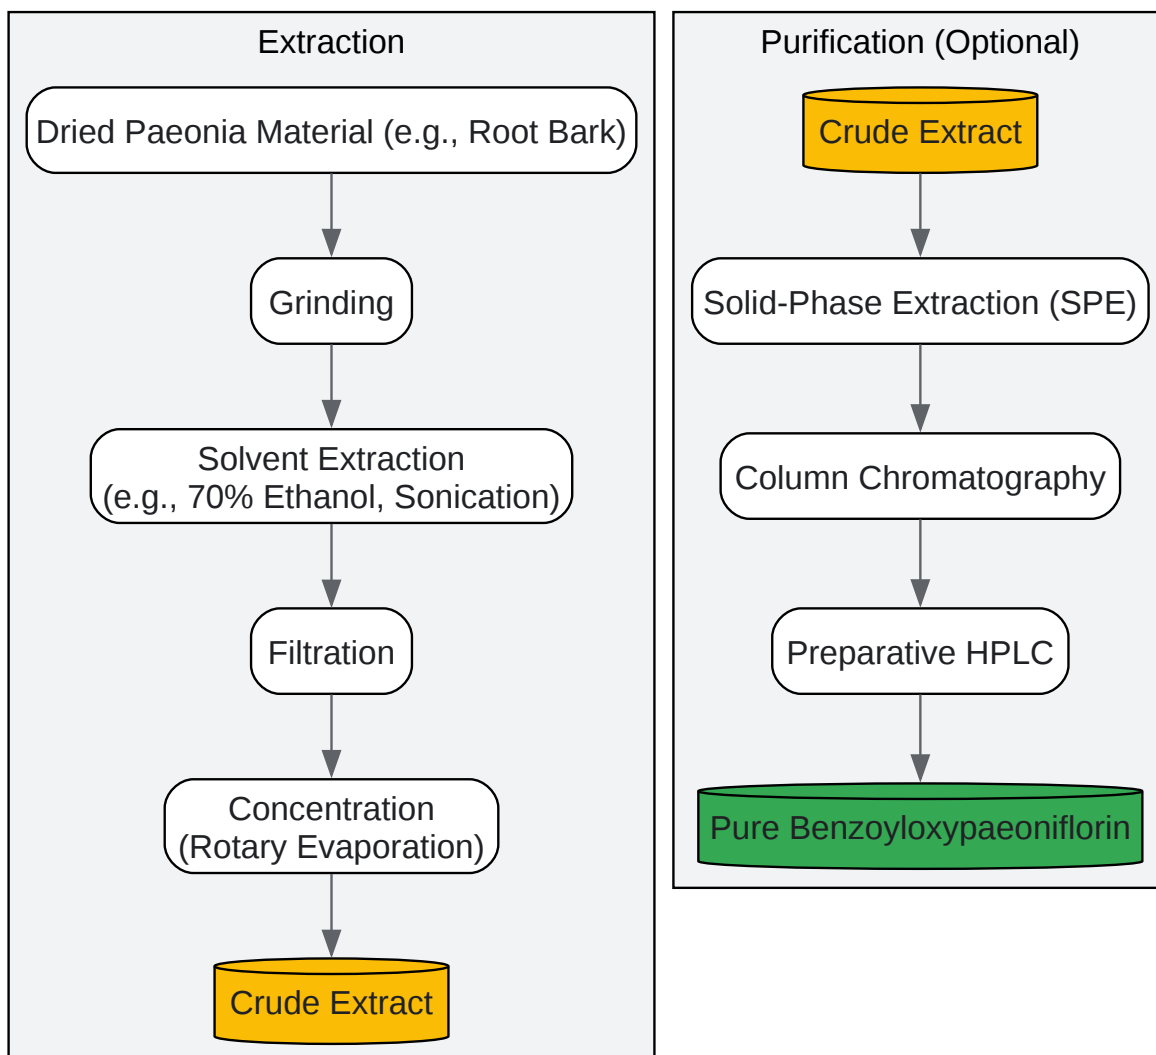 Extraction
Dried Paeonia Material (e.g., Root Bark)
Grinding
Solvent Extraction
(e.g., 70% Ethanol, Sonication)
Filtration
Concentration
(Rotary Evaporation)
Crude Extract
Purification (Optional)
Crude Extract
Solid-Phase Extraction (SPE)
Column Chromatography
Preparative HPLC
Pure Benzoyloxypaeoniflorin